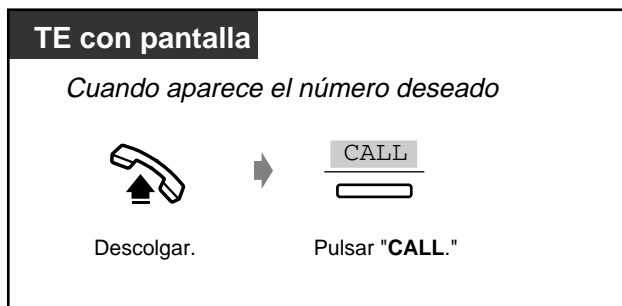 TE con pantalla
Cuando aparece el número deseado
CALL
Descolgar.
Pulsar "CALL."